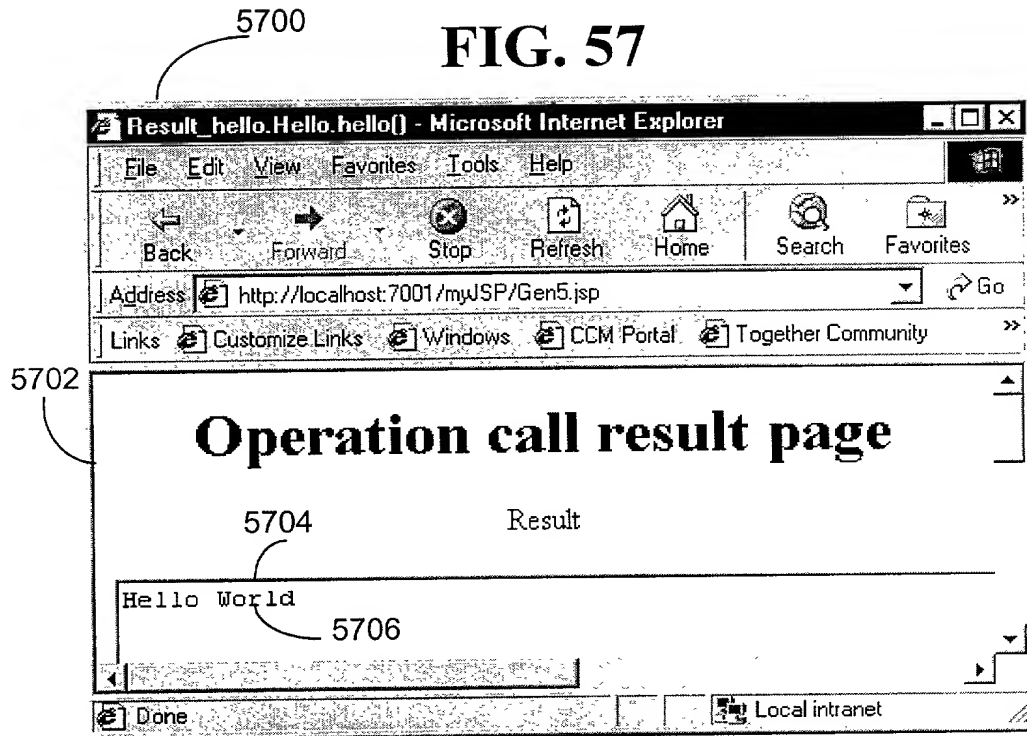 5700
FIG. 57
Result_hello.Hello.hello() - Microsoft Internet Explorer
File Edit View Favorites Tools Help
Back Forward Stop Refresh Home Search Favorites »
Address http://localhost:7001/myJSP/Gen5.jsp Go
Links Customize Links Windows CCM Portal Together Community »
5702
Operation call result page
5704 Result
Hello World
5706
Done Local intranet